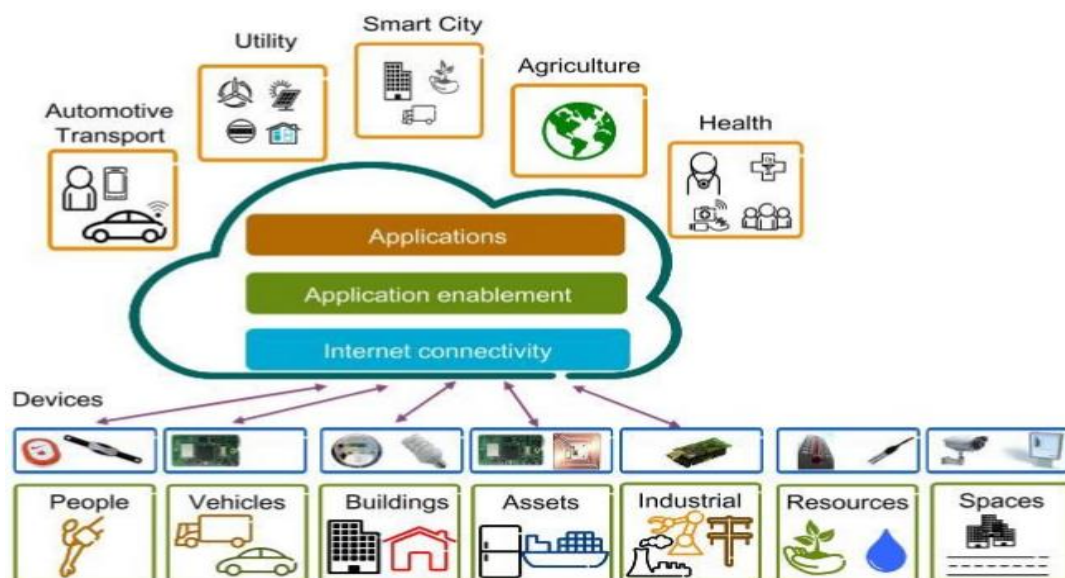 Smart City
Utility
Agriculture
Automotive
Transport
Health
Applications
Application enablement
Internet connectivity
Devices
People
Vehicles
Buildings
Assets
Industrial
Resources
Spaces